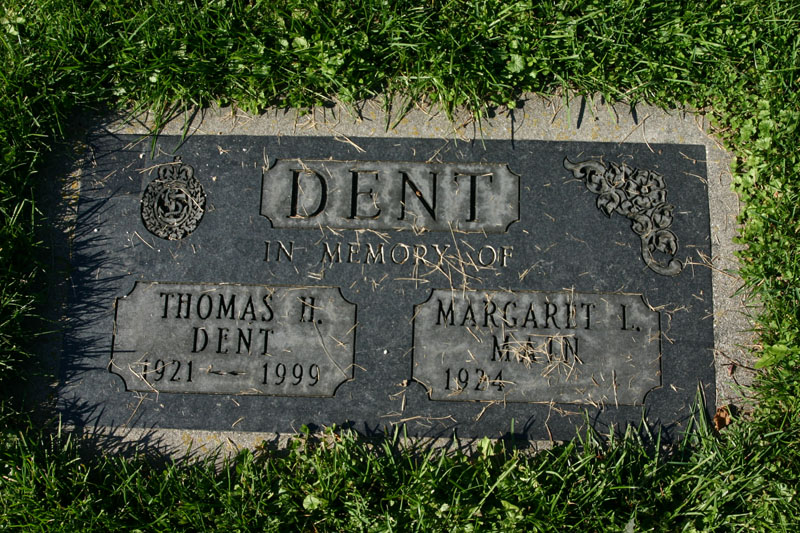 DENT
IN MEMORY OF
THOMAS H.
DENT
1921 — 1999
MARGARET L.
1924